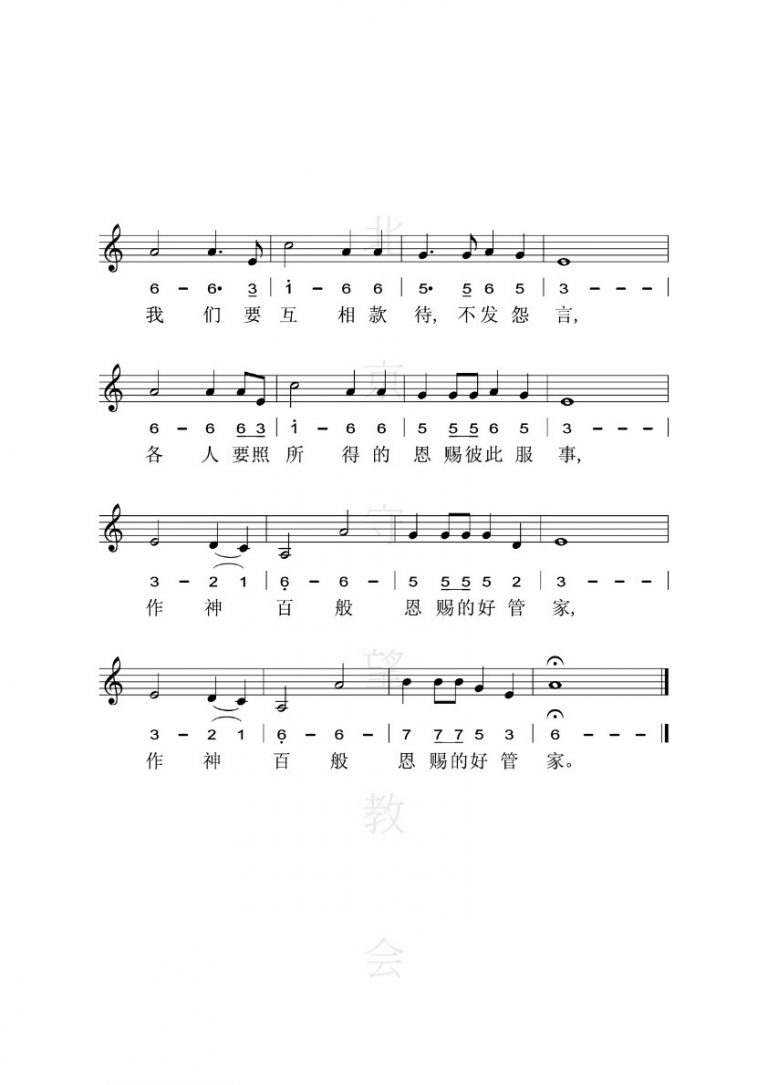 6 - 6· 3 | 1 - 6 6 | 5· 5 6 5 | 3 - - - |
我们要互相款待,不发怨言,
6 - 6 6 3 | 1 - 6 6 | 5 5 5 6 5 | 3 - - - |
各人要照所得的恩赐彼此服事,
3 - 2 1 | 6 - 6 - | 5 5 5 5 2 | 3 - - - |
作神百般恩赐的好管家,
3 - 2 1 | 6 - 6 - | 7 7 7 5 3 | 6 - - - ‖
作神百般恩赐的好管家。
北京守望教会